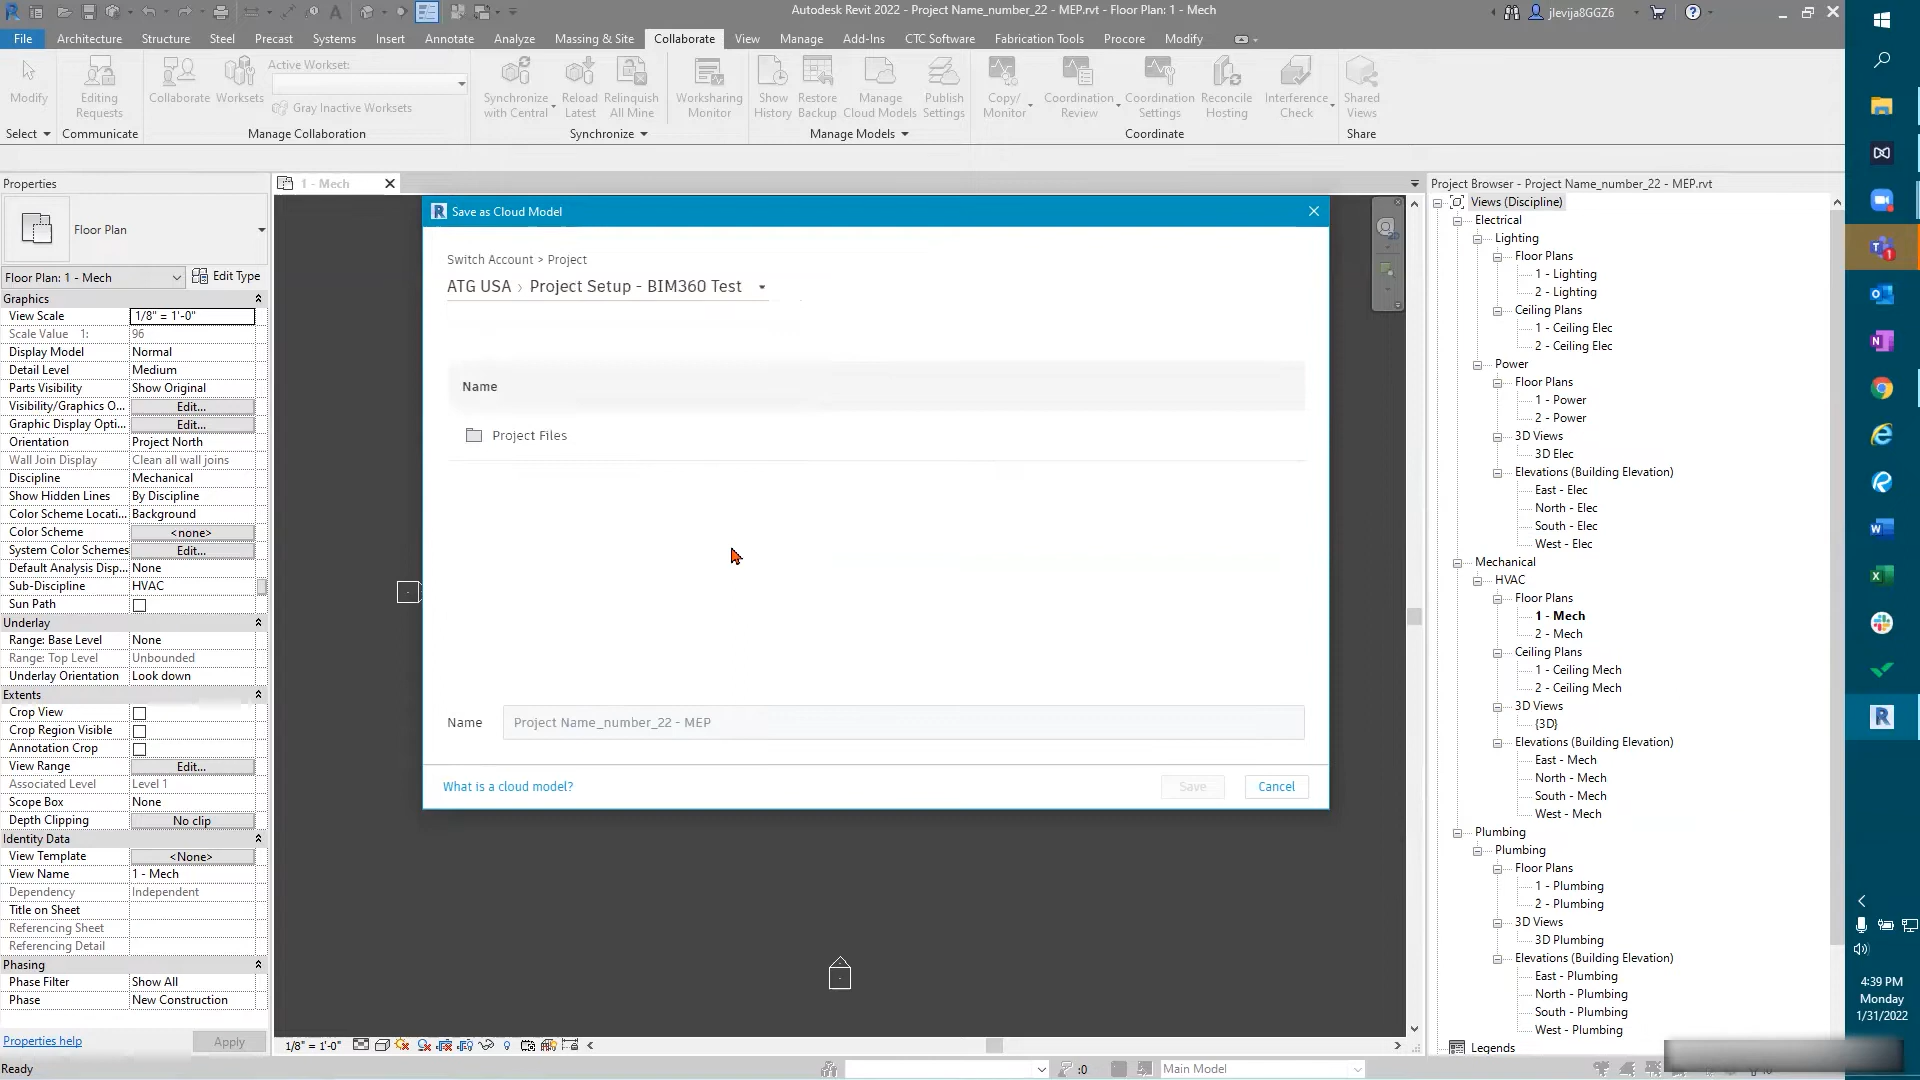 Autodesk Revit 2022 - Project Name_number_22 - MEP.rvt - Floor Plan: 1 - Mech
jlevija8GGZ6
File Architecture Structure Steel Precast Systems Insert Annotate Analyze Massing & Site Collaborate View Manage Add-Ins CTC Software Fabrication Tools Procore Modify
Modify
Select
Editing
Requests
Communicate
Collaborate
Worksets
Active Workset:
Gray Inactive Worksets
Manage Collaboration
Synchronize
with Central
Reload
Latest
Relinquish
All Mine
Synchronize
Worksharing
Monitor
Show
History
Restore
Backup
Manage
Cloud Models
Publish
Settings
Manage Models
Copy/
Monitor
Coordination
Review
Coordination
Settings
Reconcile
Hosting
Interference
Check
Coordinate
Shared
Views
Share
Properties
Floor Plan
Floor Plan: 1 - Mech
Edit Type
Graphics
View Scale 1/8" = 1'-0"
Scale Value 1: 96
Display Model Normal
Detail Level Medium
Parts Visibility Show Original
Visibility/Graphics O... Edit...
Graphic Display Opti... Edit...
Orientation Project North
Wall Join Display Clean all wall joins
Discipline Mechanical
Show Hidden Lines By Discipline
Color Scheme Locati... Background
Color Scheme <none>
System Color Schemes Edit...
Default Analysis Disp... None
Sub-Discipline HVAC
Sun Path
Underlay
Range: Base Level None
Range: Top Level Unbounded
Underlay Orientation Look down
Extents
Crop View
Crop Region Visible
Annotation Crop
View Range Edit...
Associated Level Level 1
Scope Box None
Depth Clipping No clip
Identity Data
View Template <None>
View Name 1 - Mech
Dependency Independent
Title on Sheet
Referencing Sheet
Referencing Detail
Phasing
Phase Filter Show All
Phase New Construction
Properties help
Apply
1 - Mech
Save as Cloud Model
Switch Account > Project
ATG USA › Project Setup - BIM360 Test
Name
Project Files
Name Project Name_number_22 - MEP
What is a cloud model?
Save
Cancel
2D
1/8" = 1'-0"
Ready
:0
Main Model
Project Browser - Project Name_number_22 - MEP.rvt
Views (Discipline)
Electrical
Lighting
Floor Plans
1 - Lighting
2 - Lighting
Ceiling Plans
1 - Ceiling Elec
2 - Ceiling Elec
Power
Floor Plans
1 - Power
2 - Power
3D Views
3D Elec
Elevations (Building Elevation)
East - Elec
North - Elec
South - Elec
West - Elec
Mechanical
HVAC
Floor Plans
1 - Mech
2 - Mech
Ceiling Plans
1 - Ceiling Mech
2 - Ceiling Mech
3D Views
{3D}
Elevations (Building Elevation)
East - Mech
North - Mech
South - Mech
West - Mech
Plumbing
Plumbing
Floor Plans
1 - Plumbing
2 - Plumbing
3D Views
3D Plumbing
Elevations (Building Elevation)
East - Plumbing
North - Plumbing
South - Plumbing
West - Plumbing
Legends
4:39 PM
Monday
1/31/2022